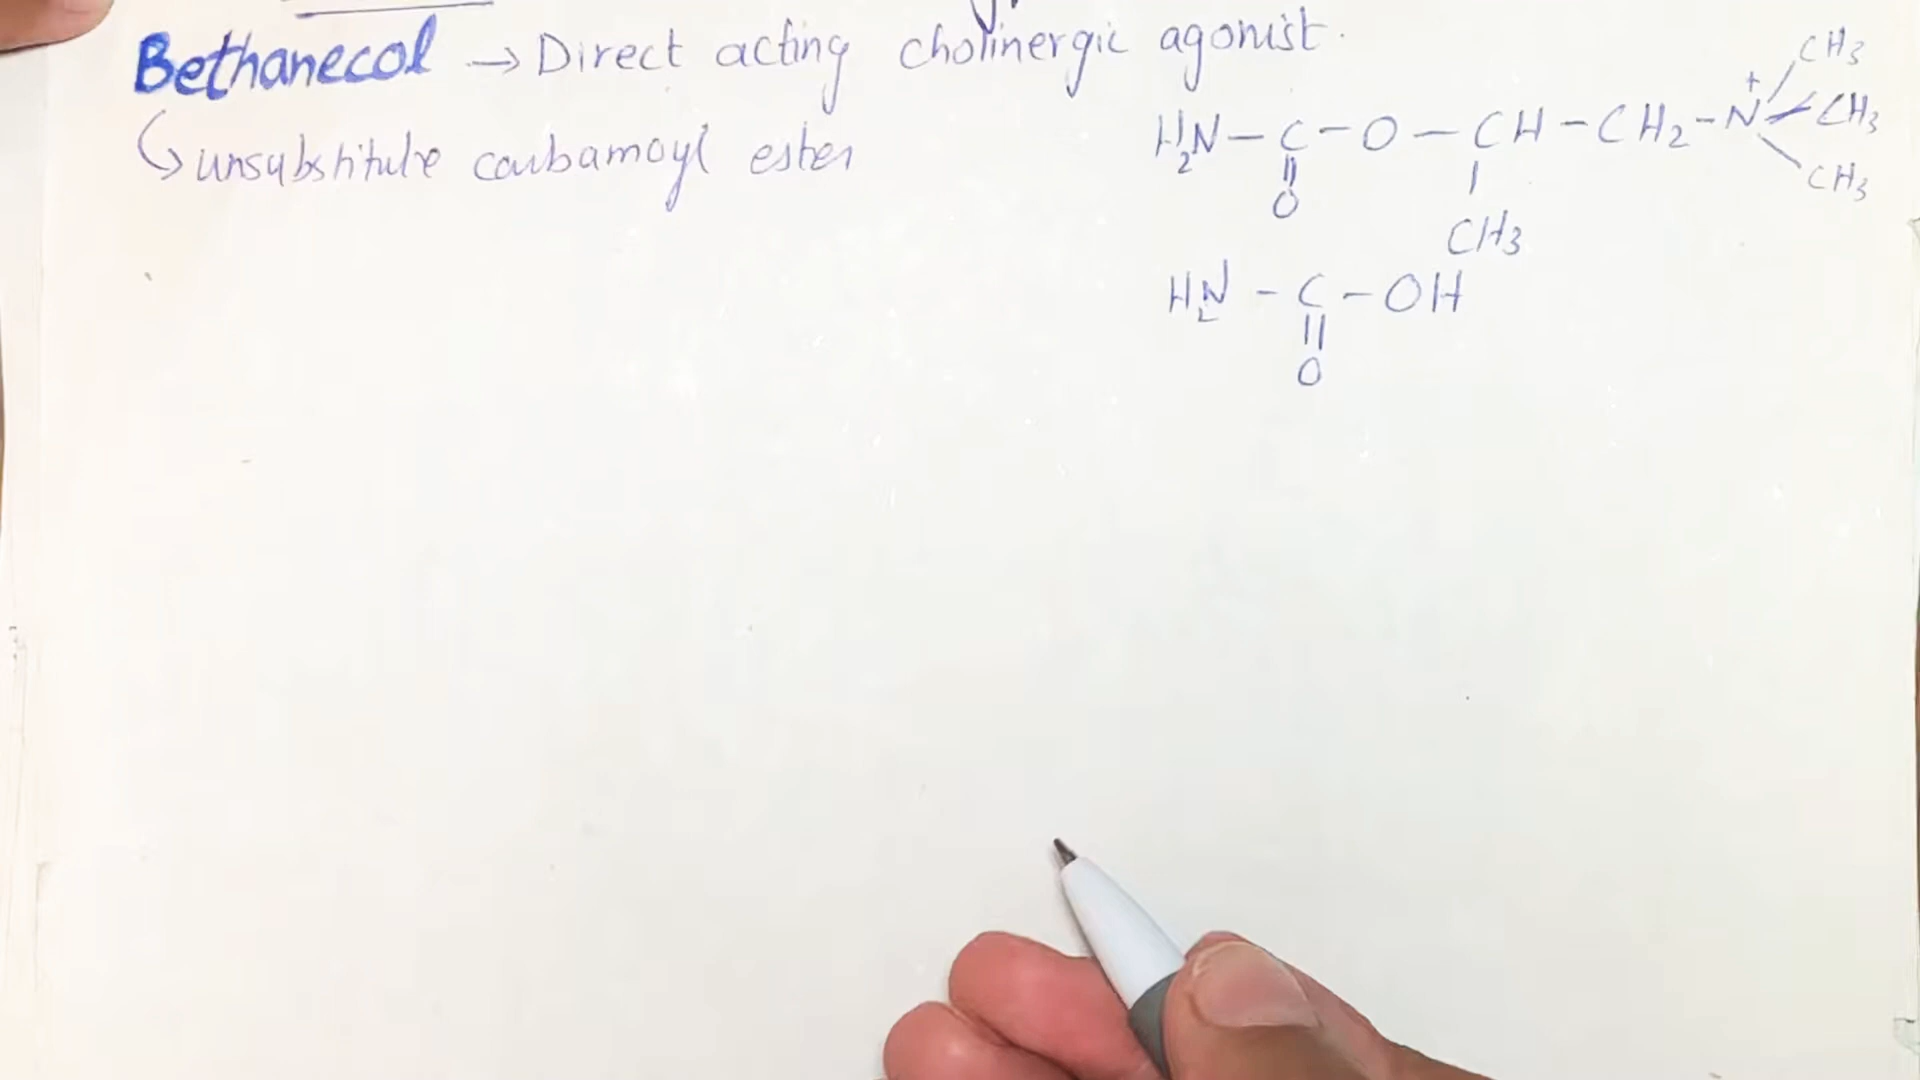 Bethanecol → Direct acting cholinergic agonist.
↳ unsubstitute carbamoyl ester
H2N – C – O – CH – CH2 – N+
CH3
CH3
CH3
O
CH3
H2N – C – OH
O